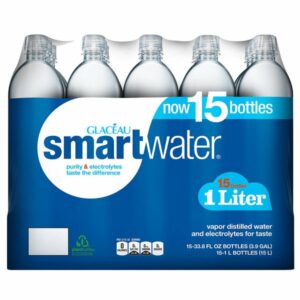 now 15 bottles
GLACÉAU
smartwater®
purity & electrolytes
taste the difference
15 bottles
1 Liter
vapor distilled water
and electrolytes for taste
15-33.8 FL OZ BOTTLES (3.9 GAL)
15-1 L BOTTLES (15 L)